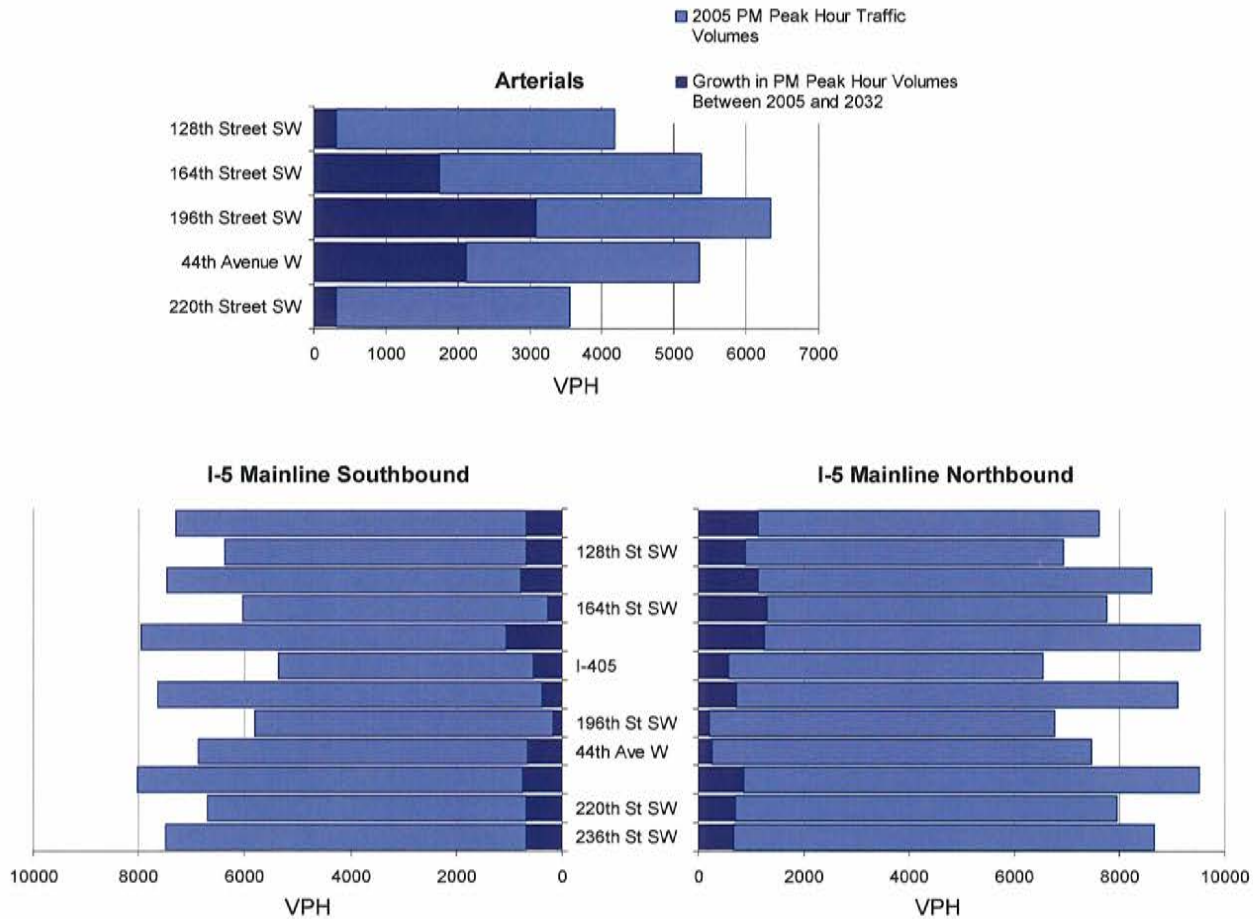 2005 PM Peak Hour Traffic
Volumes
Arterials
Growth in PM Peak Hour Volumes
Between 2005 and 2032
128th Street SW
164th Street SW
196th Street SW
44th Avenue W
220th Street SW
0 1000 2000 3000 4000 5000 6000 7000
VPH
I-5 Mainline Southbound
I-5 Mainline Northbound
128th St SW
164th St SW
I-405
196th St SW
44th Ave W
220th St SW
236th St SW
10000 8000 6000 4000 2000 0
0 2000 4000 6000 8000 10000
VPH
VPH